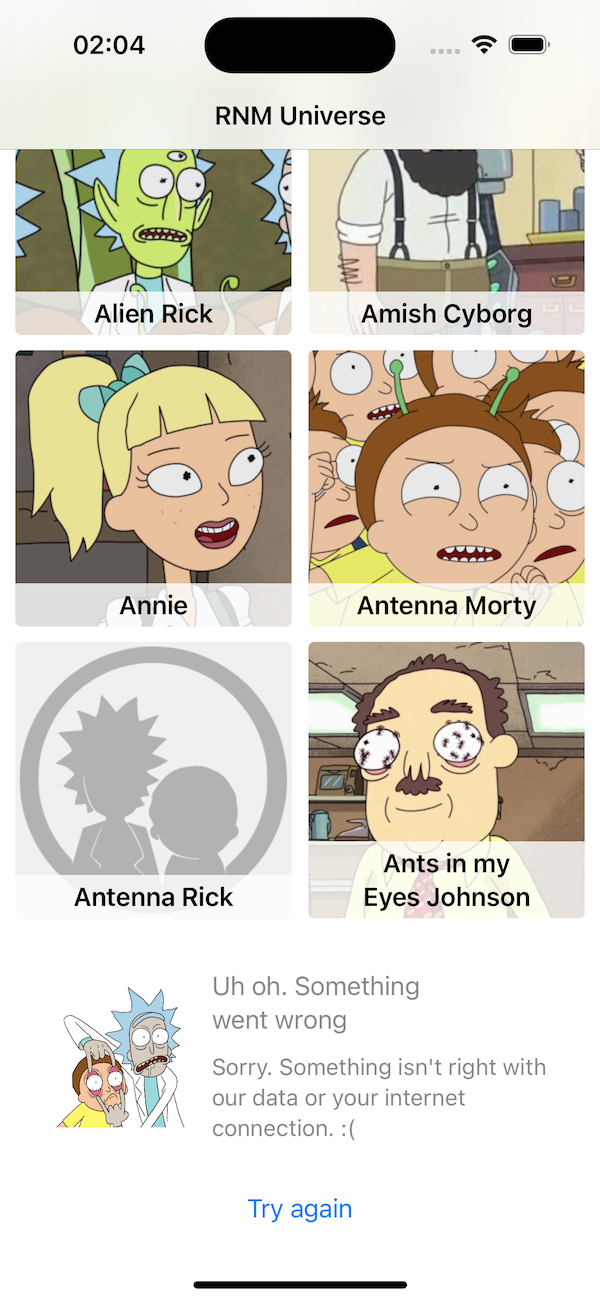 02:04
RNM Universe
Alien Rick
Amish Cyborg
Annie
Antenna Morty
Antenna Rick
Ants in my
Eyes Johnson
Uh oh. Something
went wrong
Sorry. Something isn't right with
our data or your internet
connection. :(
Try again